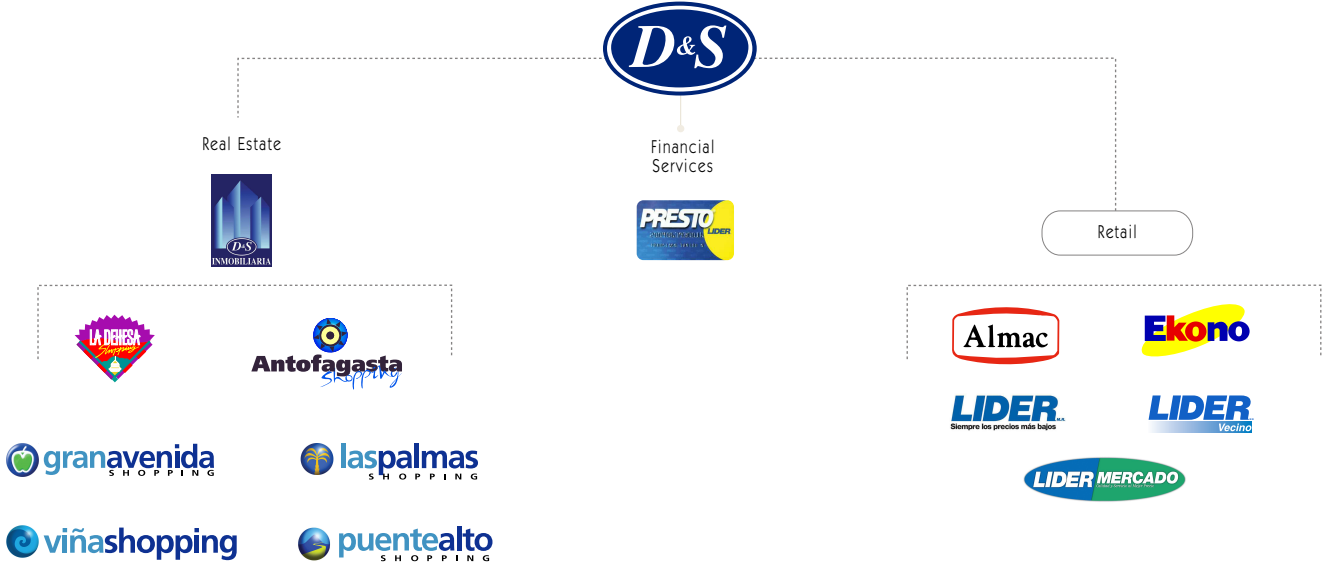 D&S
Real Estate
D&S
INMOBILIARIA
Financial
Services
PRESTO
LIDER
Retail
LA DEHESA
Shopping
Antofagasta
Shopping
granavenida
SHOPPING
laspalmas
SHOPPING
viñashopping
puentealto
SHOPPING
Almac
Ekono
LIDER
Siempre los precios más bajos
LIDER
Vecino
LIDER MERCADO